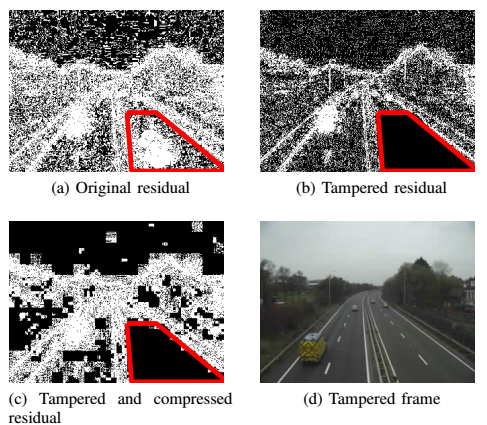 (a) Original residual
(b) Tampered residual
(c) Tampered and compressed
residual
(d) Tampered frame